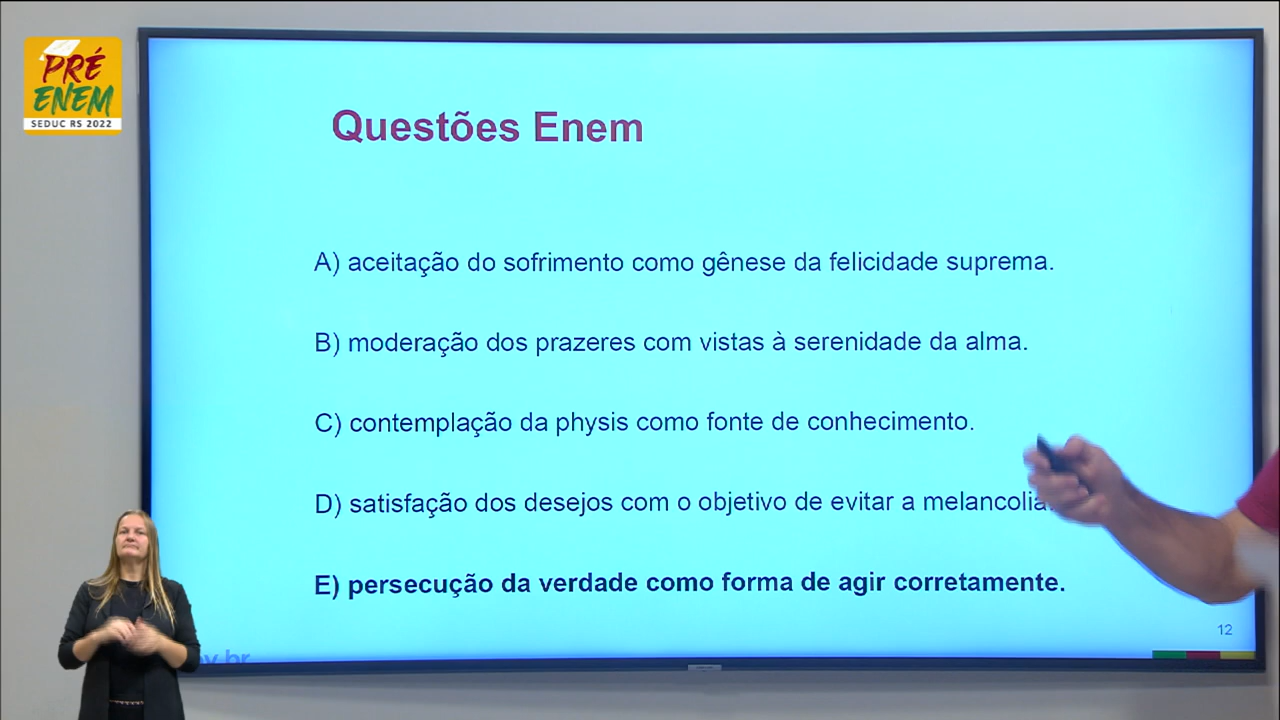 PRÉ
ENEM
SEDUC RS 2022
Questões Enem
A) aceitação do sofrimento como gênese da felicidade suprema.
B) moderação dos prazeres com vistas à serenidade da alma.
C) contemplação da physis como fonte de conhecimento.
D) satisfação dos desejos com o objetivo de evitar a melancolia.
E) persecução da verdade como forma de agir corretamente.
12